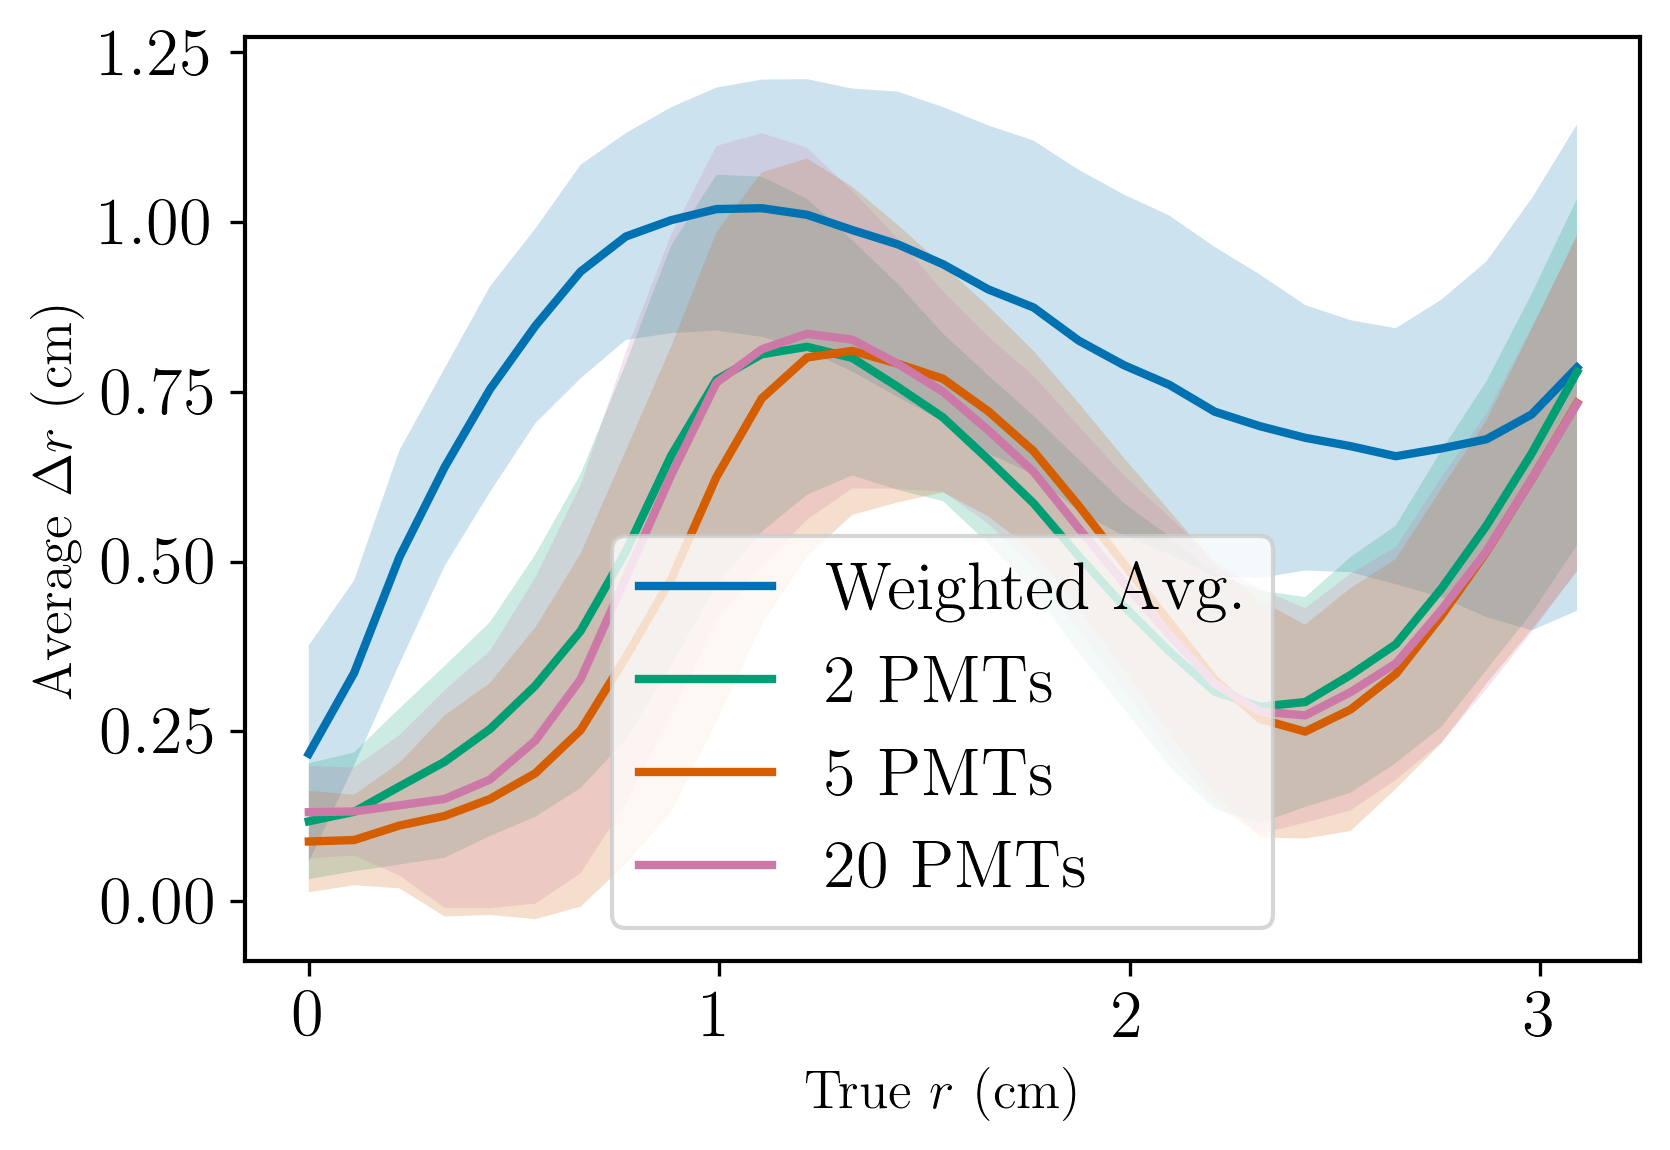 1.25
1.00
0.75
0.50
0.25
0.00
Average Δr (cm)
Weighted Avg.
2 PMTs
5 PMTs
20 PMTs
0 1 2 3
True r (cm)